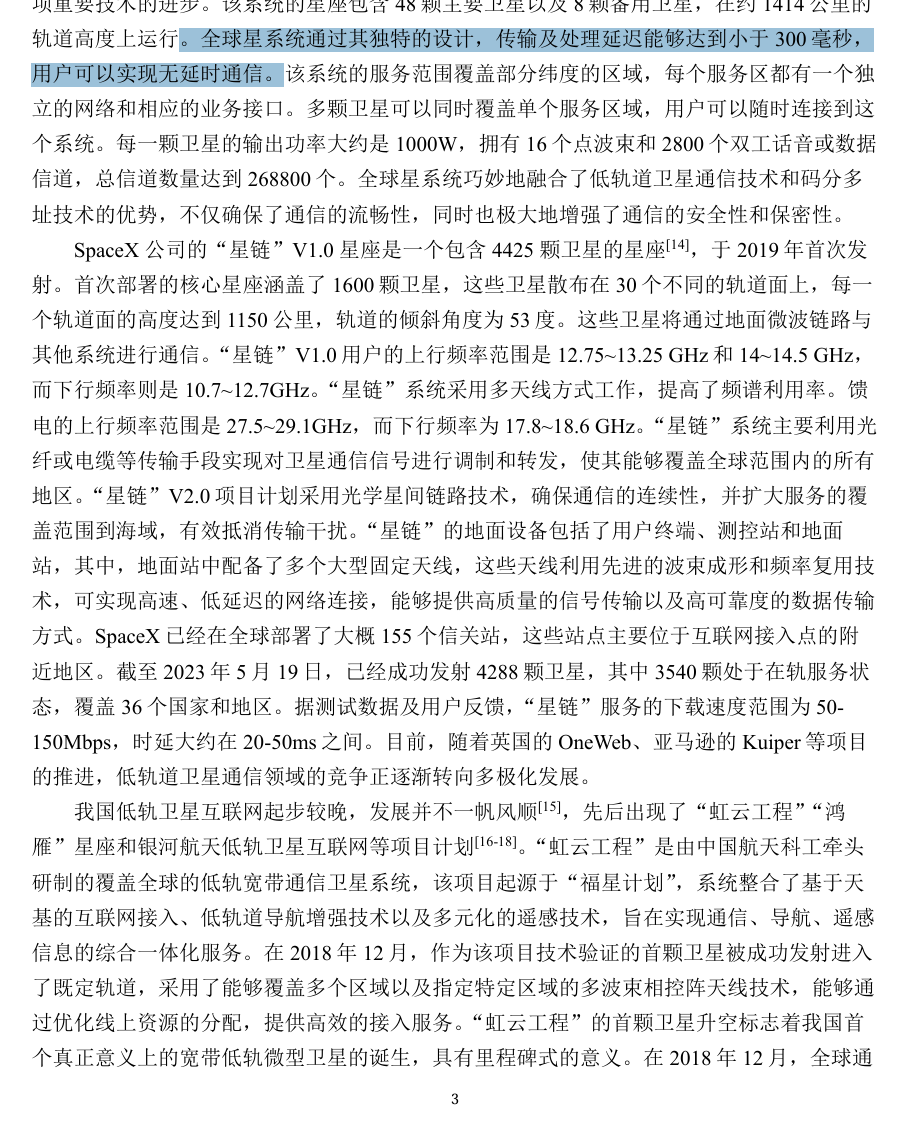 项重要技术的进步。该系统的星座包含 48 颗主要卫星以及 8 颗备用卫星，在约 1414 公里的
轨道高度上运行。全球星系统通过其独特的设计，传输及处理延迟能够达到小于 300 毫秒，
用户可以实现无延时通信。该系统的服务范围覆盖部分纬度的区域，每个服务区都有一个独
立的网络和相应的业务接口。多颗卫星可以同时覆盖单个服务区域，用户可以随时连接到这
个系统。每一颗卫星的输出功率大约是 1000W，拥有 16 个点波束和 2800 个双工话音或数据
信道，总信道数量达到 268800 个。全球星系统巧妙地融合了低轨道卫星通信技术和码分多
址技术的优势，不仅确保了通信的流畅性，同时也极大地增强了通信的安全性和保密性。
SpaceX 公司的“星链”V1.0 星座是一个包含 4425 颗卫星的星座[14]，于 2019 年首次发
射。首次部署的核心星座涵盖了 1600 颗卫星，这些卫星散布在 30 个不同的轨道面上，每一
个轨道面的高度达到 1150 公里，轨道的倾斜角度为 53 度。这些卫星将通过地面微波链路与
其他系统进行通信。“星链”V1.0 用户的上行频率范围是 12.75~13.25 GHz 和 14~14.5 GHz，
而下行频率则是 10.7~12.7GHz。“星链”系统采用多天线方式工作，提高了频谱利用率。馈
电的上行频率范围是 27.5~29.1GHz，而下行频率为 17.8~18.6 GHz。“星链”系统主要利用光
纤或电缆等传输手段实现对卫星通信信号进行调制和转发，使其能够覆盖全球范围内的所有
地区。“星链”V2.0 项目计划采用光学星间链路技术，确保通信的连续性，并扩大服务的覆
盖范围到海域，有效抵消传输干扰。“星链”的地面设备包括了用户终端、测控站和地面
站，其中，地面站中配备了多个大型固定天线，这些天线利用先进的波束成形和频率复用技
术，可实现高速、低延迟的网络连接，能够提供高质量的信号传输以及高可靠度的数据传输
方式。SpaceX 已经在全球部署了大概 155 个信关站，这些站点主要位于互联网接入点的附
近地区。截至 2023 年 5 月 19 日，已经成功发射 4288 颗卫星，其中 3540 颗处于在轨服务状
态，覆盖 36 个国家和地区。据测试数据及用户反馈，“星链”服务的下载速度范围为 50-
150Mbps，时延大约在 20-50ms 之间。目前，随着英国的 OneWeb、亚马逊的 Kuiper 等项目
的推进，低轨道卫星通信领域的竞争正逐渐转向多极化发展。
我国低轨卫星互联网起步较晚，发展并不一帆风顺[15]，先后出现了“虹云工程”“鸿
雁”星座和银河航天低轨卫星互联网等项目计划[16-18]。“虹云工程”是由中国航天科工牵头
研制的覆盖全球的低轨宽带通信卫星系统，该项目起源于“福星计划”，系统整合了基于天
基的互联网接入、低轨道导航增强技术以及多元化的遥感技术，旨在实现通信、导航、遥感
信息的综合一体化服务。在 2018 年 12 月，作为该项目技术验证的首颗卫星被成功发射进入
了既定轨道，采用了能够覆盖多个区域以及指定特定区域的多波束相控阵天线技术，能够通
过优化线上资源的分配，提供高效的接入服务。“虹云工程”的首颗卫星升空标志着我国首
个真正意义上的宽带低轨微型卫星的诞生，具有里程碑式的意义。在 2018 年 12 月，全球通
3